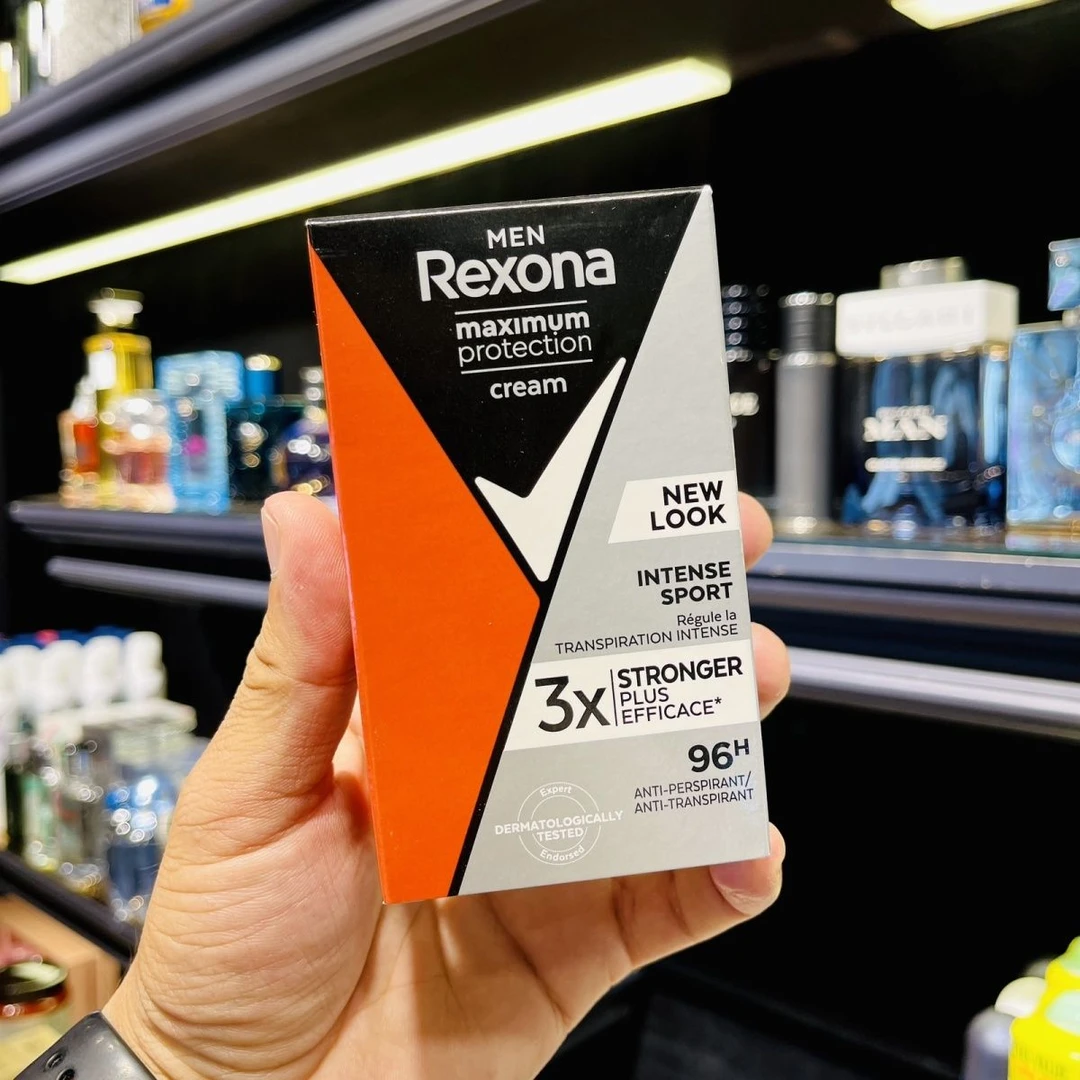 MEN
Rexona
maximum
protection
cream
NEW
LOOK
INTENSE
SPORT
Régule la
TRANSPIRATION INTENSE
3x
STRONGER
PLUS
EFFICACE*
96H
ANTI-PERSPIRANT/
ANTI-TRANSPIRANT
Expert
DERMATOLOGICALLY
TESTED
Endorsed
MAN